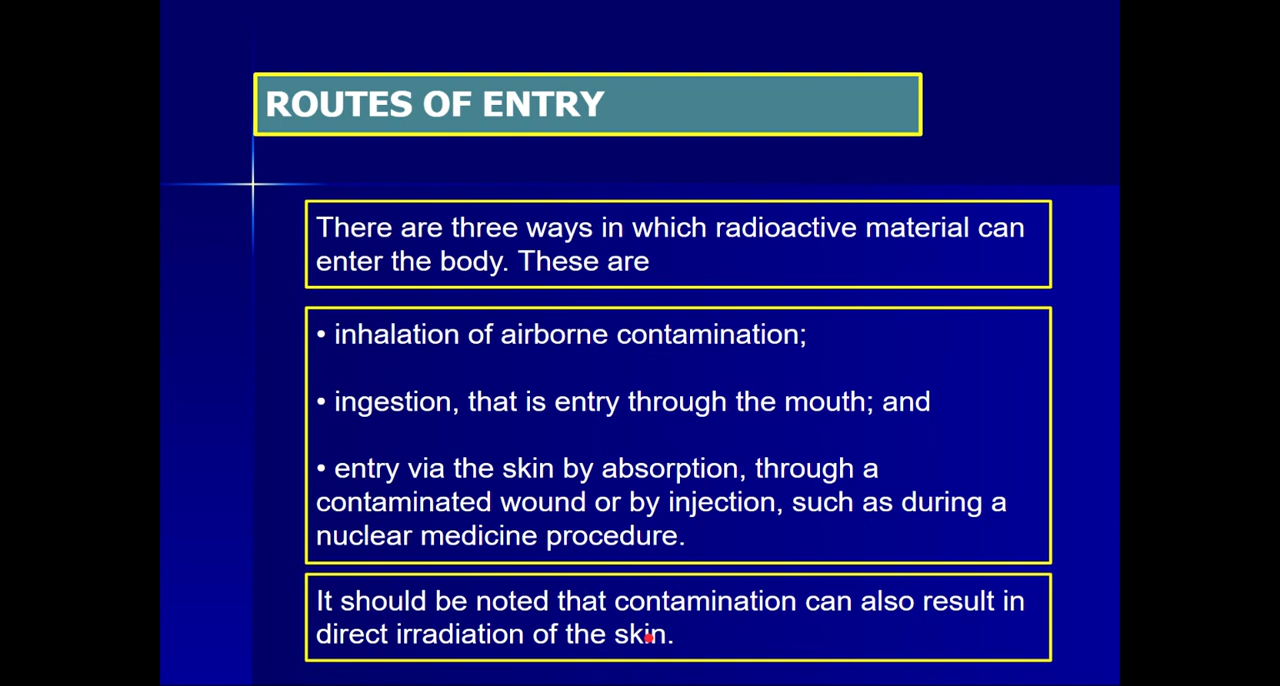 ROUTES OF ENTRY
There are three ways in which radioactive material can
enter the body. These are
• inhalation of airborne contamination;
• ingestion, that is entry through the mouth; and
• entry via the skin by absorption, through a
contaminated wound or by injection, such as during a
nuclear medicine procedure.
It should be noted that contamination can also result in
direct irradiation of the skin.